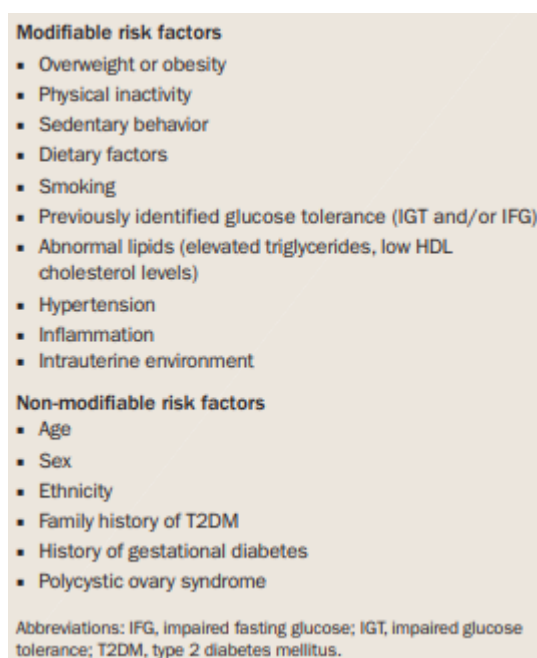 Modifiable risk factors
▪ Overweight or obesity
▪ Physical inactivity
▪ Sedentary behavior
▪ Dietary factors
▪ Smoking
▪ Previously identified glucose tolerance (IGT and/or IFG)
▪ Abnormal lipids (elevated triglycerides, low HDL
cholesterol levels)
▪ Hypertension
▪ Inflammation
▪ Intrauterine environment
Non-modifiable risk factors
▪ Age
▪ Sex
▪ Ethnicity
▪ Family history of T2DM
▪ History of gestational diabetes
▪ Polycystic ovary syndrome
Abbreviations: IFG, impaired fasting glucose; IGT, impaired glucose
tolerance; T2DM, type 2 diabetes mellitus.